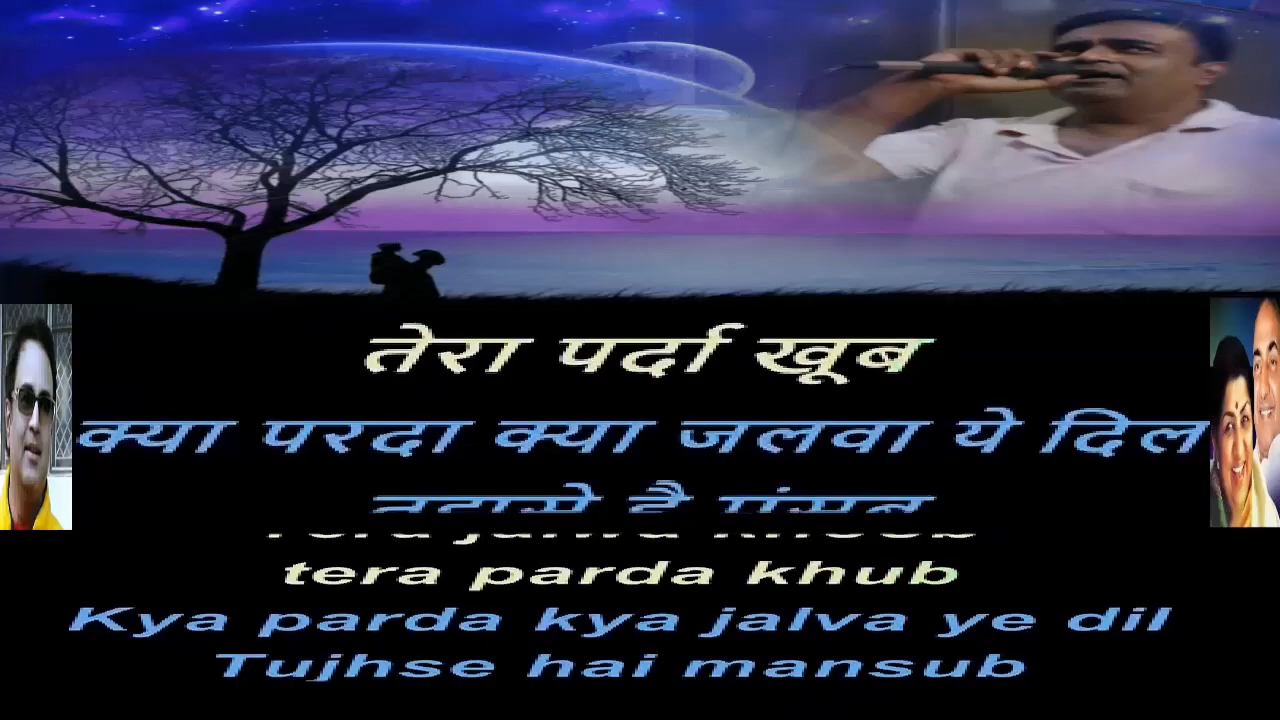 तेरा पर्दा खूब
क्या परदा क्या जलवा ये दिल
tera parda khub
Kya parda kya jalva ye dil
Tujhse hai mansub